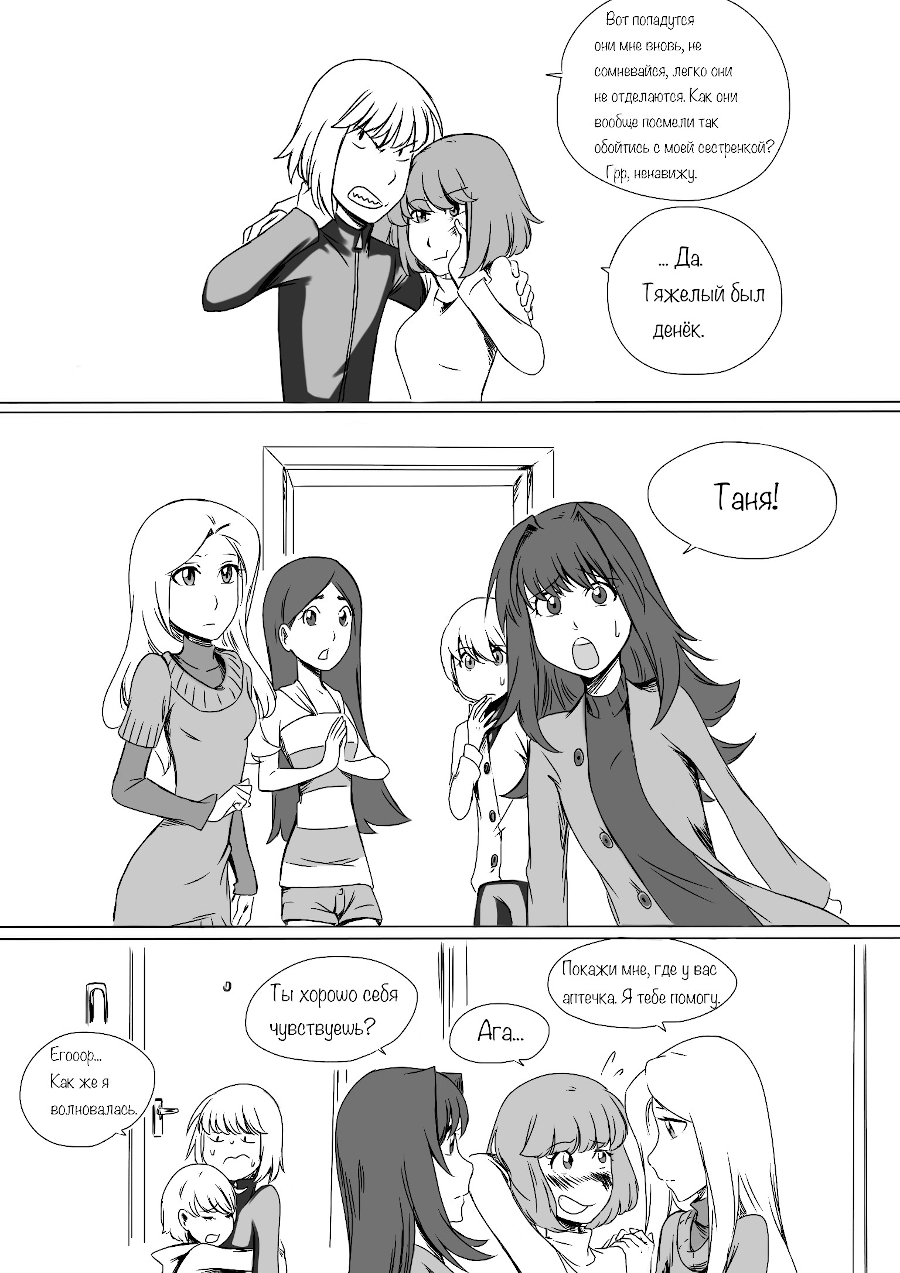 Вот попадутся
они мне вновь, не
сомневайся, легко они
не отделаются. Как они
вообще посмели так
обойтись с моей сестренкой?
Грр, ненавижу.
... Да.
Тяжелый был
денёк.
Таня!
Егооор...
Как же я
волновалась.
Ты хорошо себя
чувствуешь?
Ага...
Покажи мне, где у вас
аптечка. Я тебе помогу.